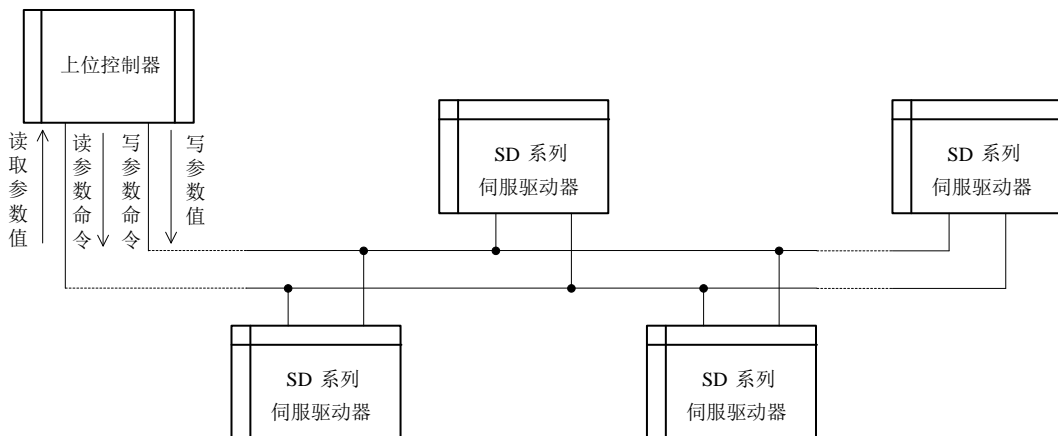 上位控制器
读取参数值
读参数命令
写参数命令
写参数值
SD 系列
伺服驱动器
SD 系列
伺服驱动器
SD 系列
伺服驱动器
SD 系列
伺服驱动器